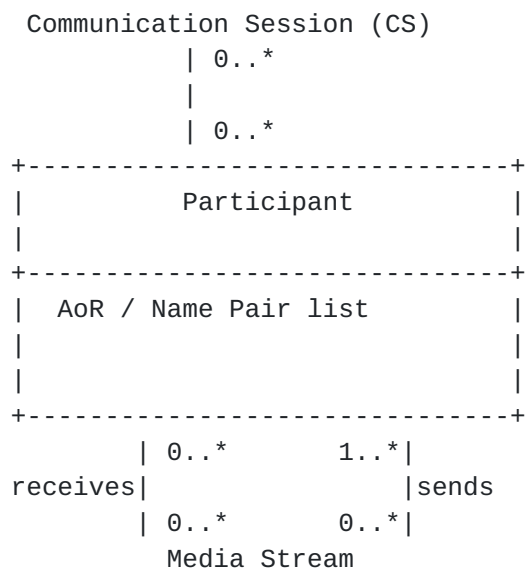 Communication Session (CS)
| 0..*
|
| 0..*
+-------------------------------+
|          Participant          |
|                               |
+-------------------------------+
|  AoR / Name Pair list         |
|                               |
|                               |
+-------------------------------+
| 0..*       1..*|
receives|                |sends
| 0..*       0..*|
Media Stream